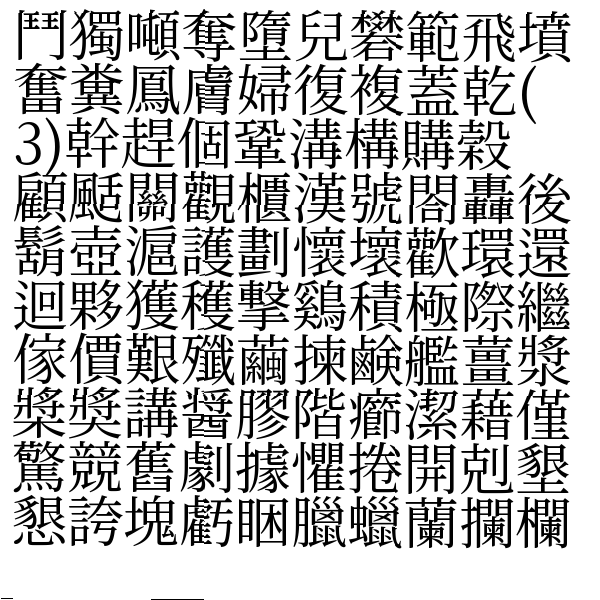 鬥獨噸奪墮兒礬範飛墳
奮糞鳳膚婦復複蓋乾(
3)幹趕個鞏溝構購穀
顧颳關觀櫃漢號閤轟後
鬍壺滬護劃懷壞歡環還
迴夥獲穫擊鷄積極際繼
傢價艱殲繭揀鹸艦薑漿
槳奬講醤膠階癤潔藉僅
驚競舊劇據懼捲開剋墾
懇誇塊虧睏臘蠟蘭攔欄